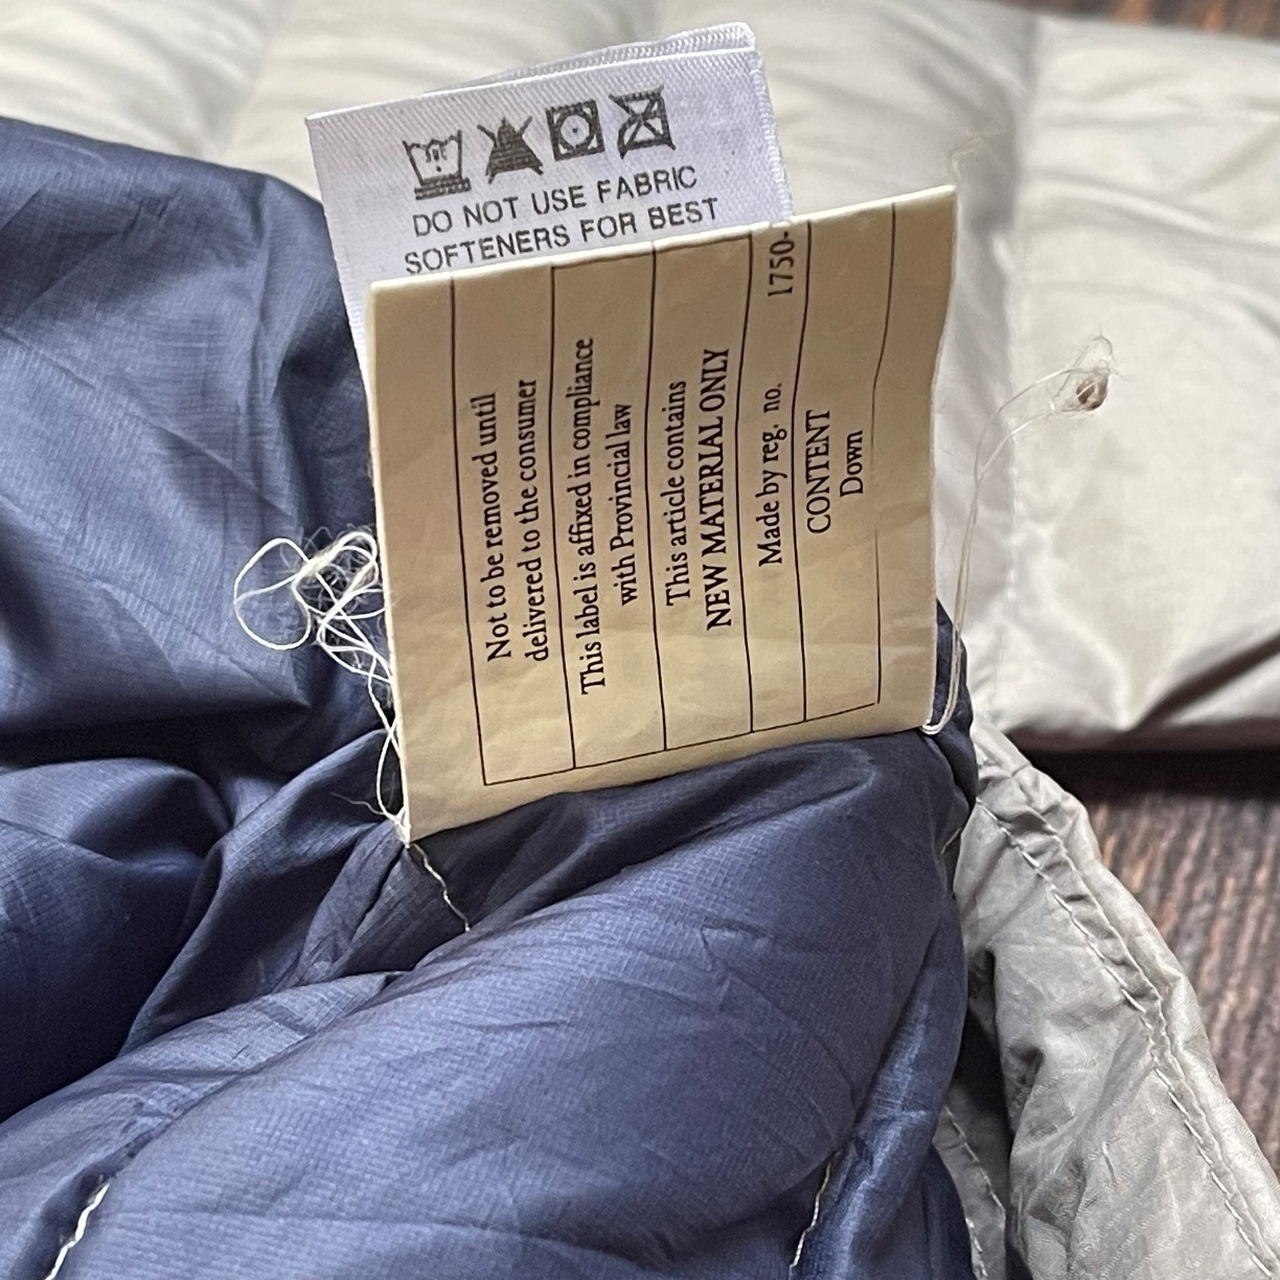 DO NOT USE FABRIC
SOFTENERS FOR BEST
Not to be removed until
delivered to the consumer
This label is affixed in compliance
with Provincial law
This article contains
NEW MATERIAL ONLY
Made by reg. no. 1750-
CONTENT
Down